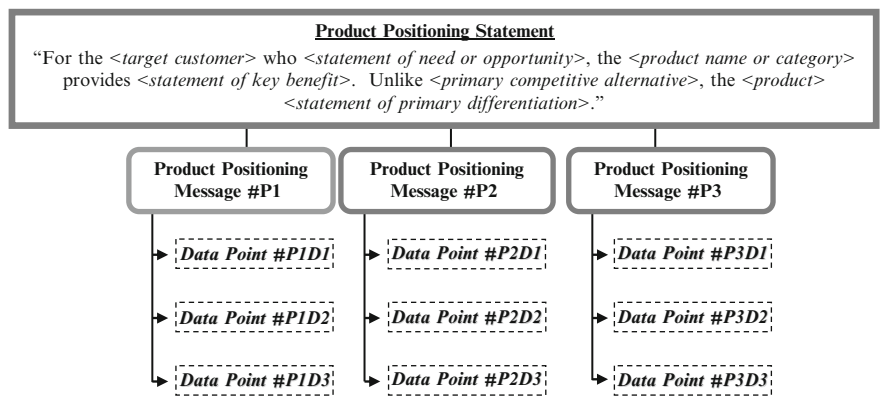 Product Positioning Statement
“For the <target customer> who <statement of need or opportunity>, the <product name or category>
provides <statement of key benefit>. Unlike <primary competitive alternative>, the <product>
<statement of primary differentiation>.”
Product Positioning
Message #P1
Product Positioning
Message #P2
Product Positioning
Message #P3
Data Point #P1D1
Data Point #P2D1
Data Point #P3D1
Data Point #P1D2
Data Point #P2D2
Data Point #P3D2
Data Point #P1D3
Data Point #P2D3
Data Point #P3D3